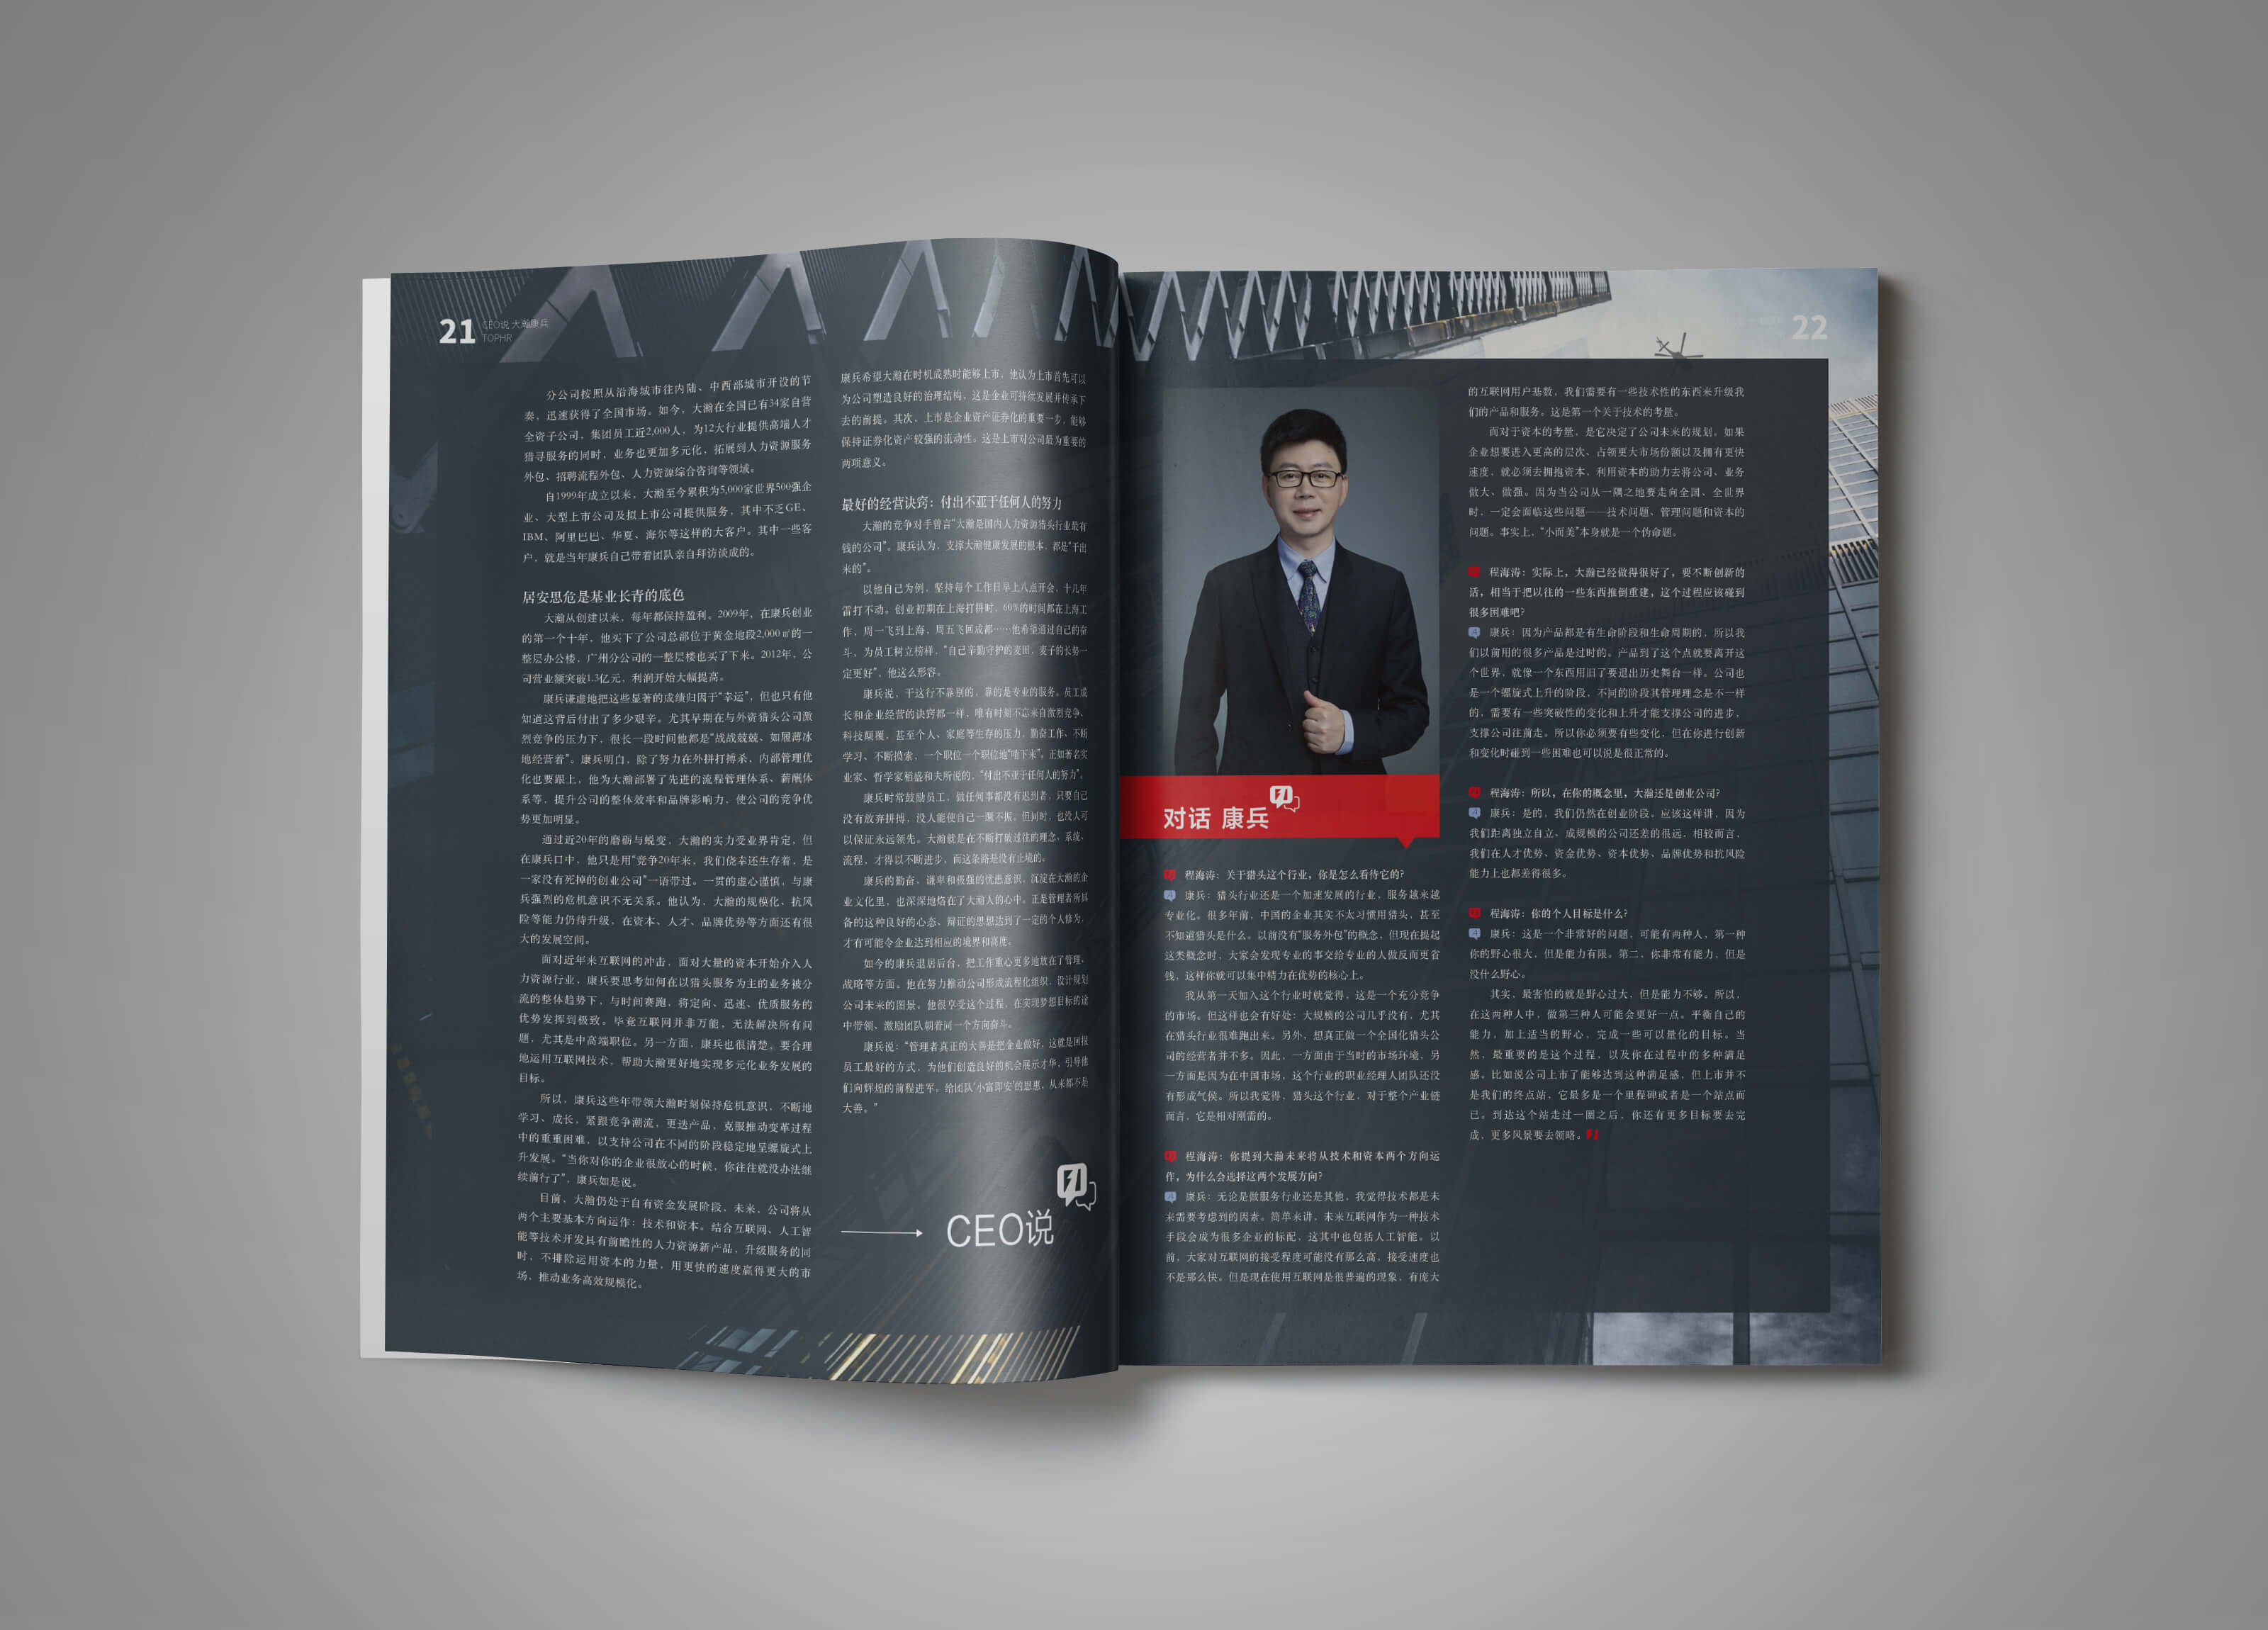 21
CEO说 大瀚康兵
TOPHR
分公司按照从沿海城市往内陆、中西部城市开设的节
奏，迅速获得了全国市场。如今，大瀚在全国已有34家自营
全资子公司，集团员工近2,000人，为12大行业提供高端人才
猎寻服务的同时，业务也更加多元化，拓展到人力资源服务
外包、招聘流程外包、人力资源综合咨询等领域。
自1999年成立以来，大瀚至今累积为5,000家世界500强企
业、大型上市公司及拟上市公司提供服务，其中不乏GE、
IBM、阿里巴巴、华夏、海尔等这样的大客户。其中一些客
户，就是当年康兵自己带着团队亲自拜访谈成的。
居安思危是基业长青的底色
大瀚从创建以来，每年都保持盈利。2009年，在康兵创业
的第一个十年，他买下了公司总部位于黄金地段2,000㎡的一
整层办公楼，广州分公司的一整层楼也买了下来。2012年，公
司营业额突破1.3亿元，利润开始大幅提高。
康兵谦虚地把这些显著的成绩归因于“幸运”，但也只有他
知道这背后付出了多少艰辛。尤其早期在与外资猎头公司激
烈竞争的压力下，很长一段时间他都是“战战兢兢、如履薄冰
地经营着”。康兵明白，除了努力在外拼打搏杀，内部管理优
化也要跟上，他为大瀚部署了先进的流程管理体系、薪酬体
系等，提升公司的整体效率和品牌影响力，使公司的竞争优
势更加明显。
通过近20年的磨砺与蜕变，大瀚的实力受业界肯定，但
在康兵口中，他只是用“竞争20年来，我们侥幸还生存着，是
一家没有死掉的创业公司”一语带过。一贯的虚心谨慎，与康
兵强烈的危机意识不无关系。他认为，大瀚的规模化、抗风
险等能力仍待升级，在资本、人才、品牌优势等方面还有很
大的发展空间。
面对近年来互联网的冲击，面对大量的资本开始介入人
力资源行业，康兵要思考如何在以猎头服务为主的业务被分
流的整体趋势下，与时间赛跑，将定向、迅速、优质服务的
优势发挥到极致。毕竟互联网并非万能，无法解决所有问
题，尤其是中高端职位。另一方面，康兵也很清楚，要合理
地运用互联网技术，帮助大瀚更好地实现多元化业务发展的
目标。
所以，康兵这些年带领大瀚时刻保持危机意识，不断地
学习、成长，紧跟竞争潮流，更迭产品，克服推动变革过程
中的重重困难，以支持公司在不同的阶段稳定地呈螺旋式上
升发展。“当你对你的企业很放心的时候，你往往就没办法继
续前行了”，康兵如是说。
目前，大瀚仍处于自有资金发展阶段，未来，公司将从
两个主要基本方向运作：技术和资本。结合互联网、人工智
能等技术开发具有前瞻性的人力资源新产品，升级服务的同
时，不排除运用资本的力量，用更快的速度赢得更大的市
场，推动业务高效规模化。
康兵希望大瀚在时机成熟时能够上市，他认为上市首先可以
为公司塑造良好的治理结构，这是企业可持续发展并传承下
去的前提。其次，上市是企业资产证券化的重要一步，能够
保持证券化资产较强的流动性。这是上市对公司最为重要的
两项意义。
最好的经营诀窍：付出不亚于任何人的努力
大瀚的竞争对手曾言“大瀚是国内人力资源猎头行业最有
钱的公司”。康兵认为，支撑大瀚健康发展的根本，都是“干出
来的”。
以他自己为例，坚持每个工作日早上八点开会，十几年
雷打不动。创业初期在上海打拼时，60%的时间都在上海工
作，周一飞到上海，周五飞回成都……他希望通过自己的奋
斗，为员工树立榜样，“自己辛勤守护的麦田，麦子的长势一
定更好”，他这么形容。
康兵说，干这行不靠别的，靠的是专业的服务。员工成
长和企业经营的诀窍都一样，唯有时刻不忘来自激烈竞争、
科技颠覆，甚至个人、家庭等生存的压力，勤奋工作、不断
学习、不断摸索，一个职位一个职位地“啃下来”。正如著名实
业家、哲学家稻盛和夫所说的，“付出不亚于任何人的努力”。
康兵时常鼓励员工，做任何事都没有迟到者，只要自己
没有放弃拼搏，没人能使自己一蹶不振。但同时，也没人可
以保证永远领先。大瀚就是在不断打破过往的理念、系统、
流程，才得以不断进步，而这条路是没有止境的。
康兵的勤奋、谦卑和极强的忧患意识，沉淀在大瀚的企
业文化里，也深深地烙在了大瀚人的心中。正是管理者所具
备的这种良好的心态、辩证的思想达到了一定的个人修为，
才有可能令企业达到相应的境界和高度。
如今的康兵退居后台，把工作重心更多地放在了管理、
战略等方面。他在努力推动公司形成流程化组织，设计规划
公司未来的图景。他很享受这个过程，在实现梦想目标的途
中带领、激励团队朝着同一个方向奋斗。
康兵说：“管理者真正的大善是把企业做好，这就是回报
员工最好的方式，为他们创造良好的机会展示才华，引导他
们向辉煌的前程进军。给团队‘小富即安’的恩惠，从来都不是
大善。”
CEO说
22
对话 康兵
程海涛：关于猎头这个行业，你是怎么看待它的？
康兵：猎头行业还是一个加速发展的行业，服务越来越
专业化。很多年前，中国的企业其实不太习惯用猎头，甚至
不知道猎头是什么。以前没有“服务外包”的概念，但现在提起
这类概念时，大家会发现专业的事交给专业的人做反而更省
钱，这样你就可以集中精力在优势的核心上。
我从第一天加入这个行业时就觉得，这是一个充分竞争
的市场。但这样也会有好处：大规模的公司几乎没有，尤其
在猎头行业很难跑出来。另外，想真正做一个全国化猎头公
司的经营者并不多。因此，一方面由于当时的市场环境，另
一方面是因为在中国市场，这个行业的职业经理人团队还没
有形成气候。所以我觉得，猎头这个行业，对于整个产业链
而言，它是相对刚需的。
程海涛：你提到大瀚未来将从技术和资本两个方向运
作，为什么会选择这两个发展方向？
康兵：无论是做服务行业还是其他，我觉得技术都是未
来需要考虑到的因素。简单来讲，未来互联网作为一种技术
手段会成为很多企业的标配，这其中也包括人工智能。以
前，大家对互联网的接受程度可能没有那么高，接受速度也
不是那么快。但是现在使用互联网是很普遍的现象，有庞大
的互联网用户基数，我们需要有一些技术性的东西来升级我
们的产品和服务。这是第一个关于技术的考量。
面对于资本的考量，是它决定了公司未来的规划。如果
企业想要进入更高的层次、占领更大市场份额以及拥有更快
速度，就必须去拥抱资本，利用资本的助力去将公司、业务
做大、做强。因为当公司从一隅之地要走向全国、全世界
时，一定会面临这些问题——技术问题、管理问题和资本的
问题。事实上，“小而美”本身就是一个伪命题。
程海涛：实际上，大瀚已经做得很好了，要不断创新的
话，相当于把以往的一些东西推倒重建，这个过程应该碰到
很多困难吧？
康兵：因为产品都是有生命阶段和生命周期的，所以我
们以前用的很多产品是过时的。产品到了这个点就要离开这
个世界，就像一个东西用旧了要退出历史舞台一样。公司也
是一个螺旋式上升的阶段，不同的阶段其管理理念是不一样
的，需要有一些突破性的变化和上升才能支撑公司的进步，
支撑公司往前走。所以你必须要有些变化，但在你进行创新
和变化时碰到一些困难也可以说是很正常的。
程海涛：所以，在你的概念里，大瀚还是创业公司？
康兵：是的，我们仍然在创业阶段。应该这样讲，因为
我们距离独立自立、成规模的公司还差的很远，相较而言，
我们在人才优势、资金优势、资本优势、品牌优势和抗风险
能力上也都差得很多。
程海涛：你的个人目标是什么？
康兵：这是一个非常好的问题，可能有两种人，第一种
你的野心很大，但是能力有限。第二，你非常有能力，但是
没什么野心。
其实，最害怕的就是野心过大，但是能力不够。所以，
在这两种人中，做第三种人可能会更好一点。平衡自己的
能力，加上适当的野心，完成一些可以量化的目标。当
然，最重要的是这个过程，以及你在过程中的多种满足
感。比如说公司上市了能够达到这种满足感，但上市并不
是我们的终点站，它最多是一个里程碑或者是一个站点而
已。到达这个站走过一圈之后，你还有更多目标要去完
成，更多风景要去领略。